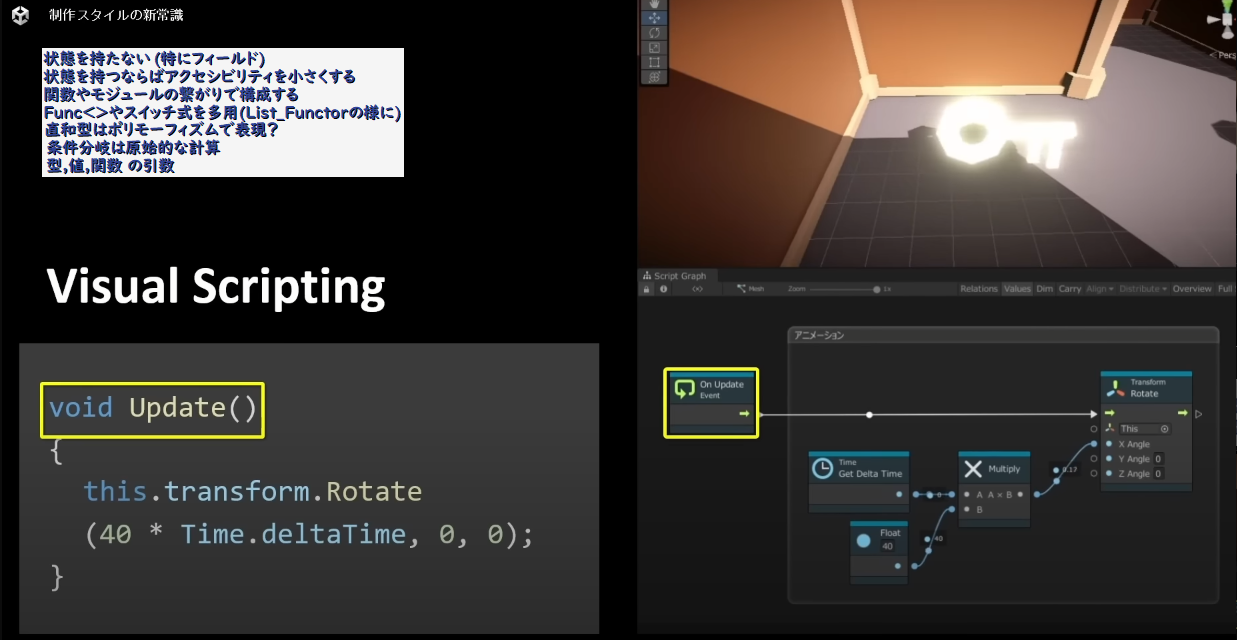 制作スタイルの新常識
状態を持たない (特にフィールド)
状態を持つならばアクセシビリティを小さくする
関数やモジュールの繋がりで構成する
Func<>やスイッチ式を多用(List_Functorの様に)
直和型はポリモーフィズムで表現?
条件分岐は原始的な計算
型,値,関数 の引数
Visual Scripting
void Update()
{
this.transform.Rotate
(40 * Time.deltaTime, 0, 0);
}
< Pers
Script Graph
Mesh Zoom 1x Relations Values Dim Carry Align Distribute Overview Full
アニメーション
On Update
Event
Transform
Rotate
This
X Angle
Y Angle 0
Z Angle 0
Time
Get Delta Time
Multiply
A A × B
B
0
0.17
Float
40
40